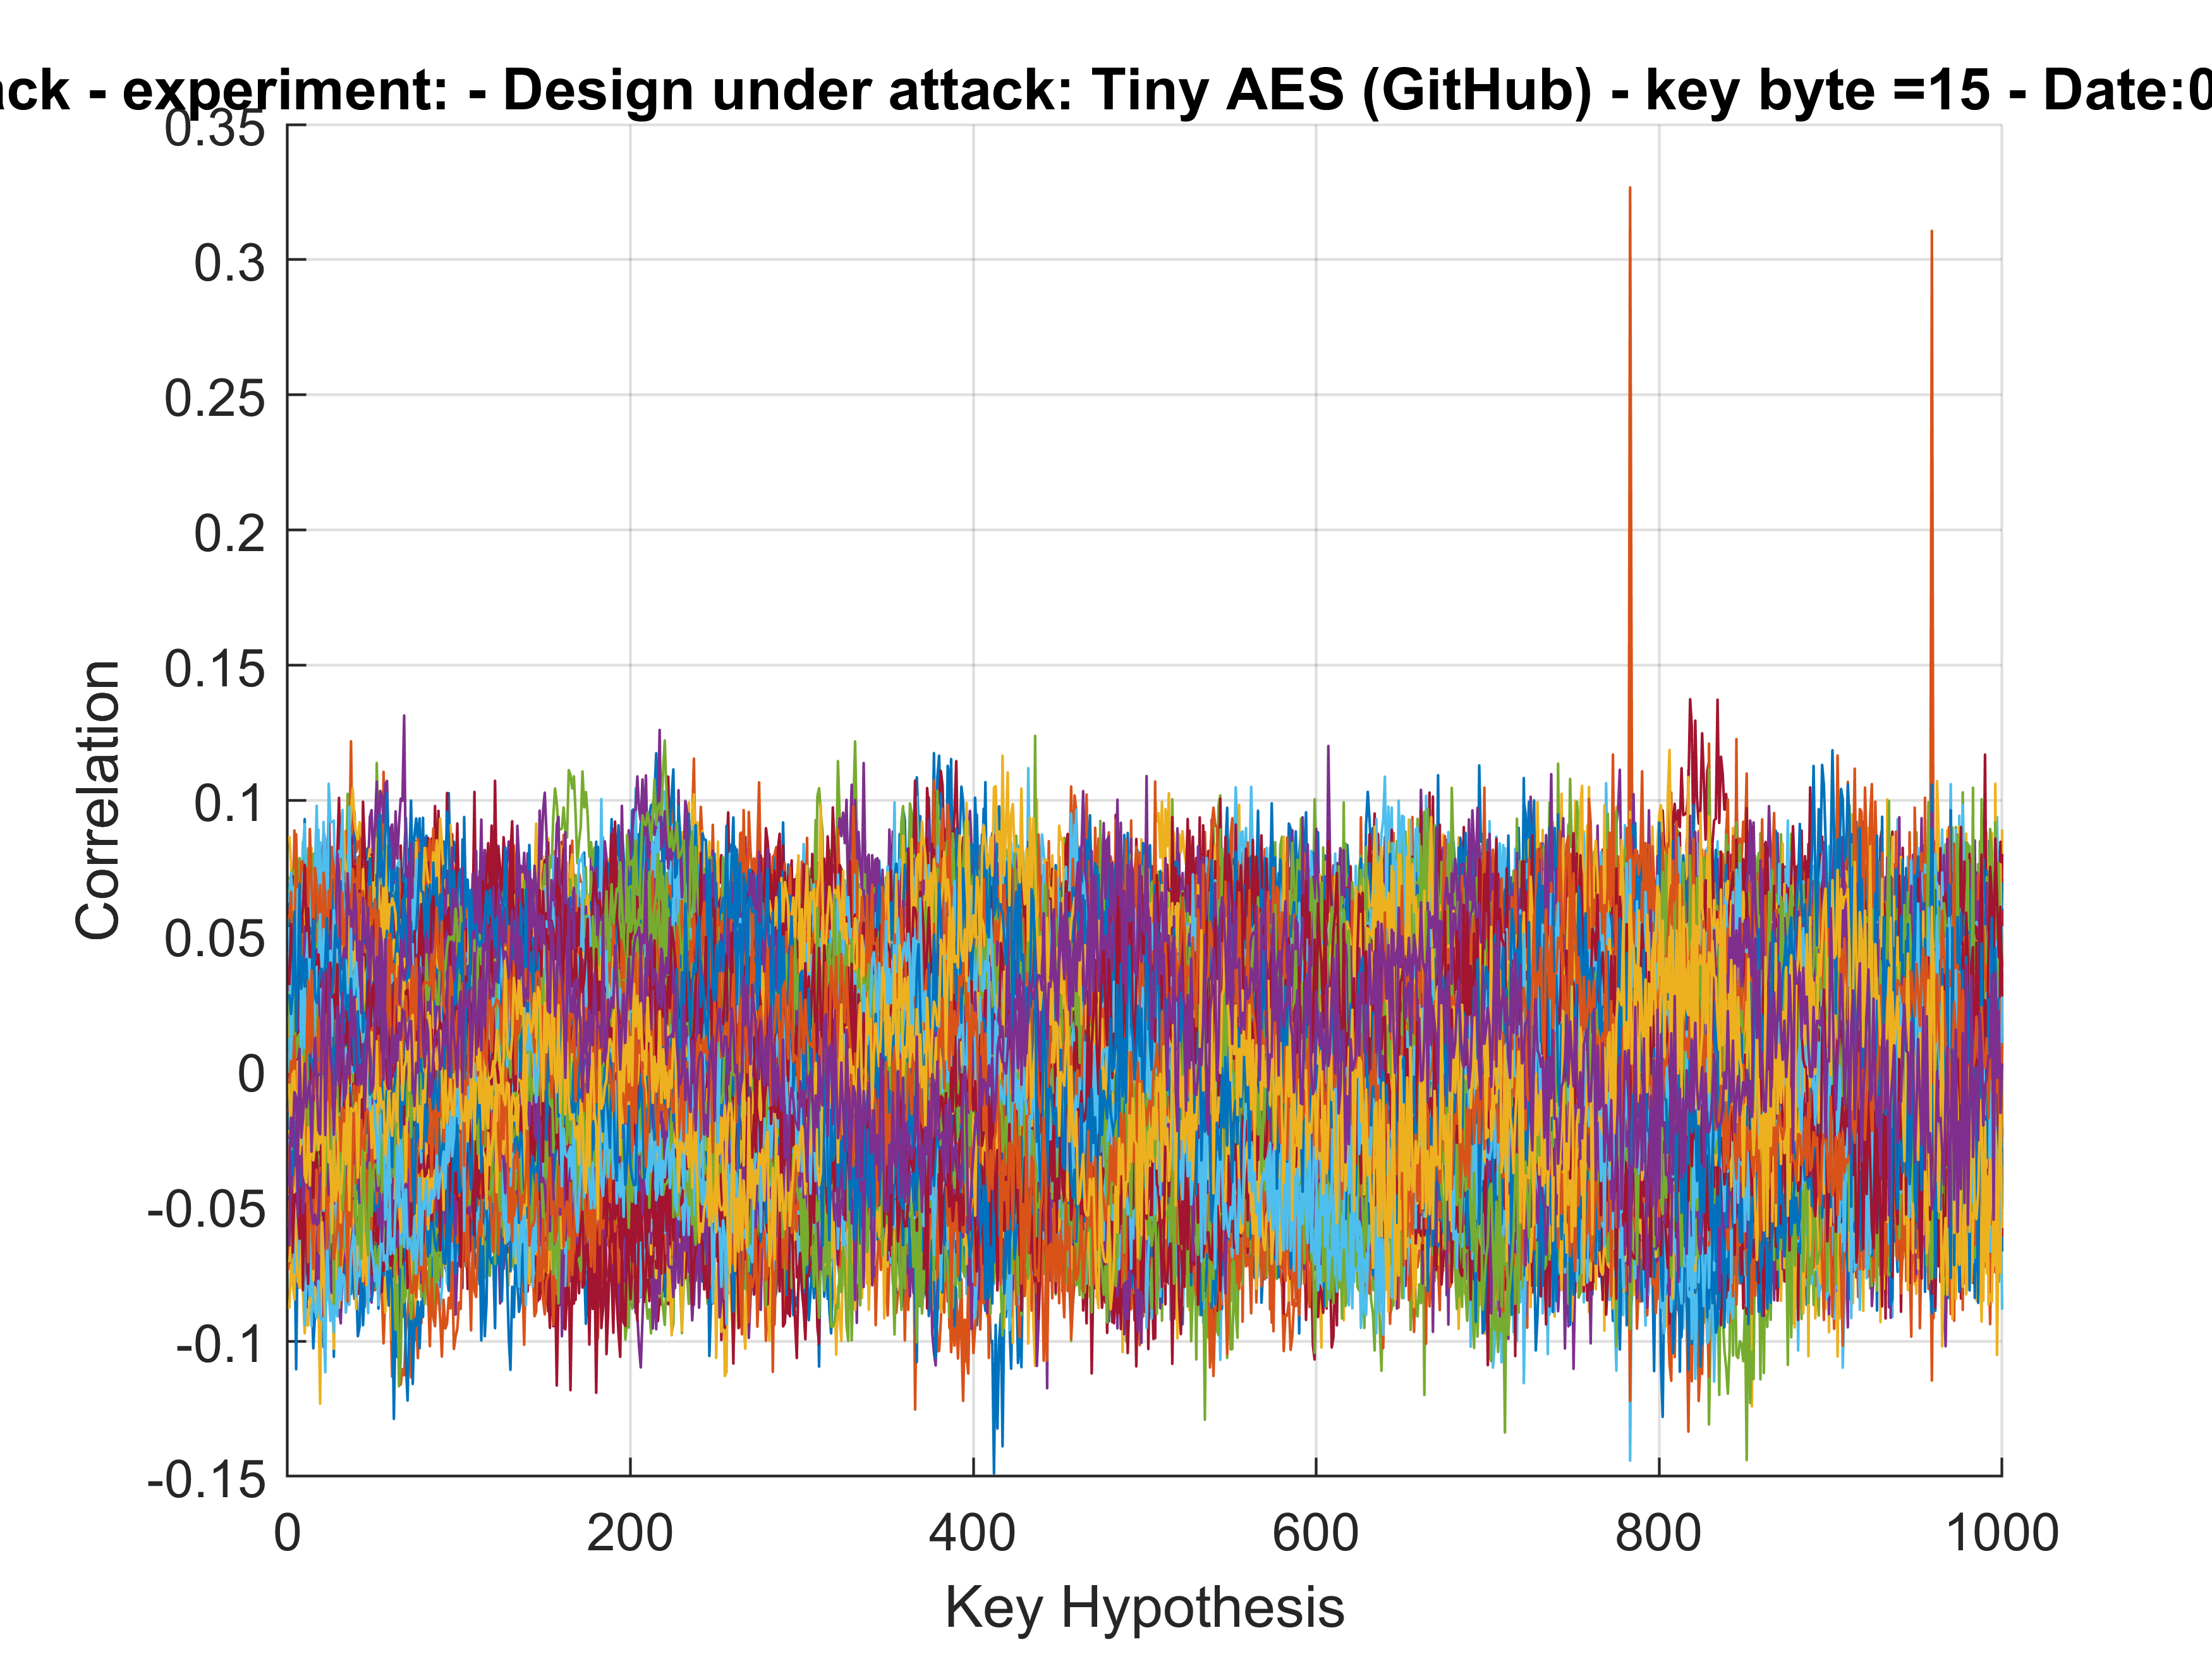 ack - experiment: - Design under attack: Tiny AES (GitHub) - key byte =15 - Date:0
0.35
0.3
0.25
0.2
0.15
0.1
0.05
0
-0.05
-0.1
-0.15
Correlation
0 200 400 600 800 1000
Key Hypothesis